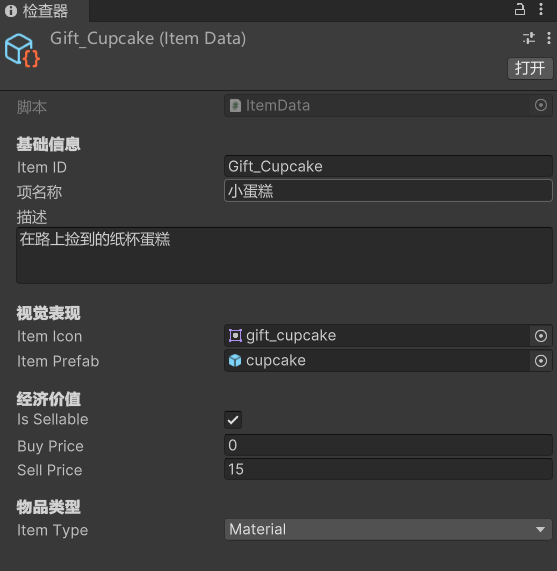 检查器
Gift_Cupcake (Item Data)
打开
脚本 ItemData
基础信息
Item ID Gift_Cupcake
项名称 小蛋糕
描述
在路上捡到的纸杯蛋糕
视觉表现
Item Icon gift_cupcake
Item Prefab cupcake
经济价值
Is Sellable
Buy Price 0
Sell Price 15
物品类型
Item Type Material